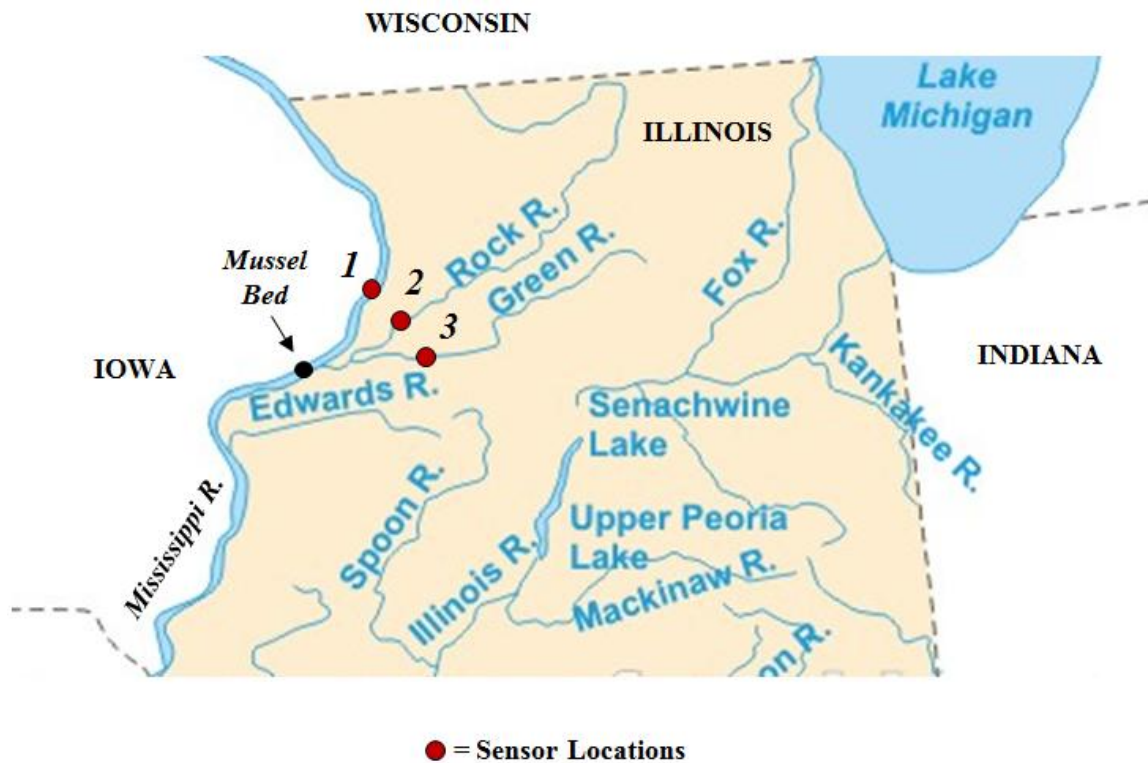 WISCONSIN
Lake
Michigan
ILLINOIS
Rock R.
Green R.
Fox R.
Mussel
Bed
1
2
3
IOWA
INDIANA
Edwards R.
Senachwine
Lake
Kankakee R.
Mississippi R.
Spoon R.
Illinois R.
Upper Peoria
Lake
Mackinaw R.
on R.
= Sensor Locations